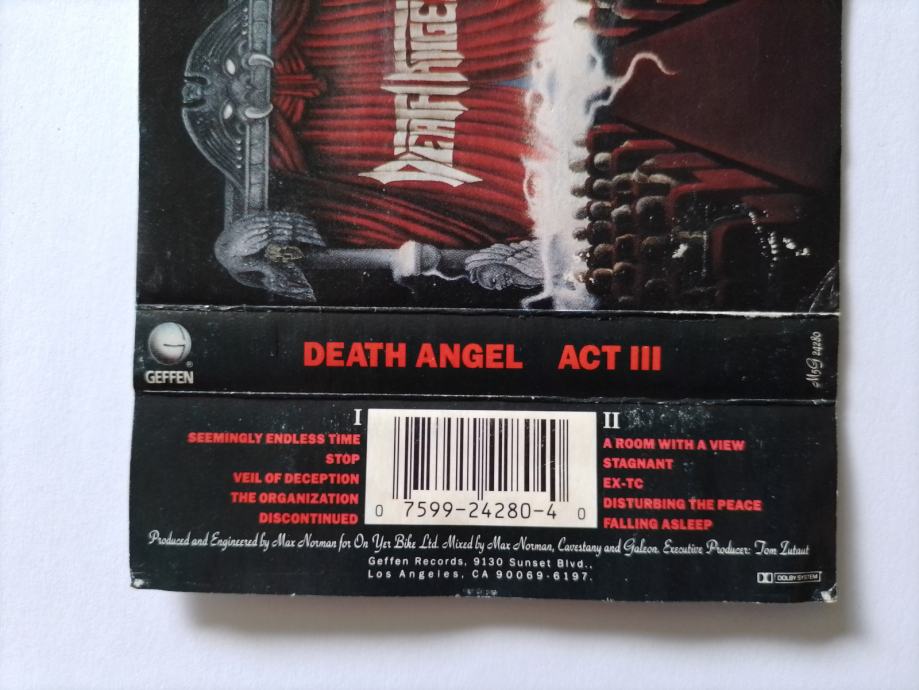 DEATH ANGEL
GEFFEN
®
DEATH ANGEL ACT III
M5G 24280
I
SEEMINGLY ENDLESS TIME
STOP
VEIL OF DECEPTION
THE ORGANIZATION
DISCONTINUED
0 7599-24280-4 0
II
A ROOM WITH A VIEW
STAGNANT
EX-TC
DISTURBING THE PEACE
FALLING ASLEEP
Produced and Engineered by Max Norman for On Yer Bike Ltd. Mixed by Max Norman, Cavestany and Galeon. Executive Producer: Tom Zutaut
Geffen Records, 9130 Sunset Blvd.,
Los Angeles, CA 90069-6197.
DOLBY SYSTEM